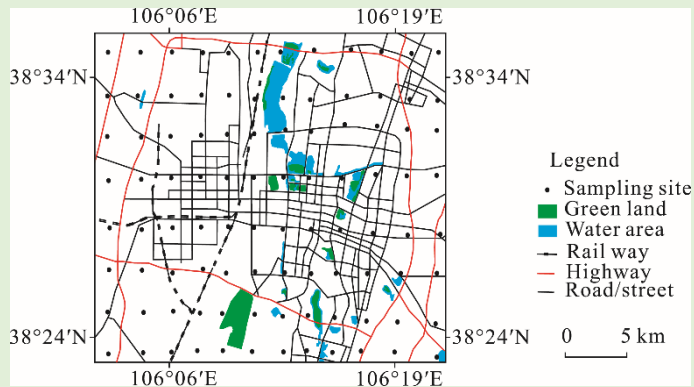 106°06′E
106°19′E
38°34′N
38°34′N
Legend
Sampling site
Green land
Water area
Rail way
Highway
Road/street
38°24′N
38°24′N
0 5 km
106°06′E
106°19′E